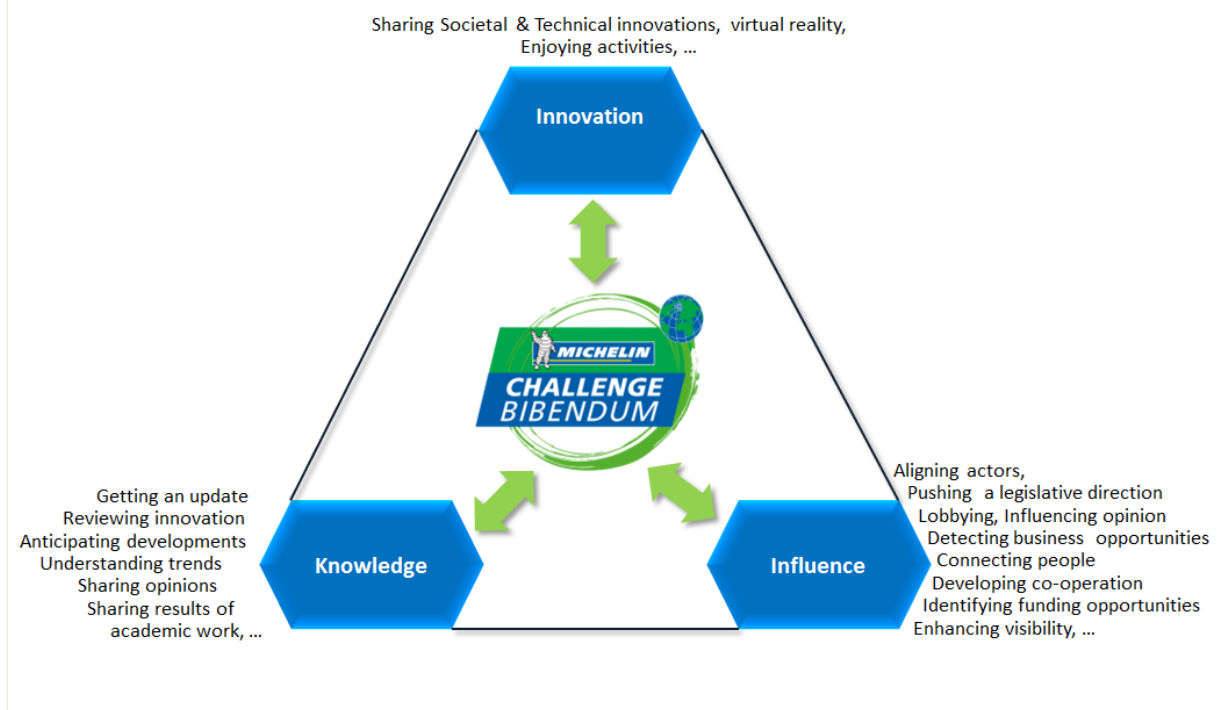 Sharing Societal & Technical innovations, virtual reality,
Enjoying activities, ...
Innovation
MICHELIN
CHALLENGE
BIBENDUM
Getting an update
Reviewing innovation
Anticipating developments
Understanding trends
Sharing opinions
Sharing results of
academic work, ...
Knowledge
Influence
Aligning actors,
Pushing a legislative direction
Lobbying, Influencing opinion
Detecting business opportunities
Connecting people
Developing co-operation
Identifying funding opportunities
Enhancing visibility, ...